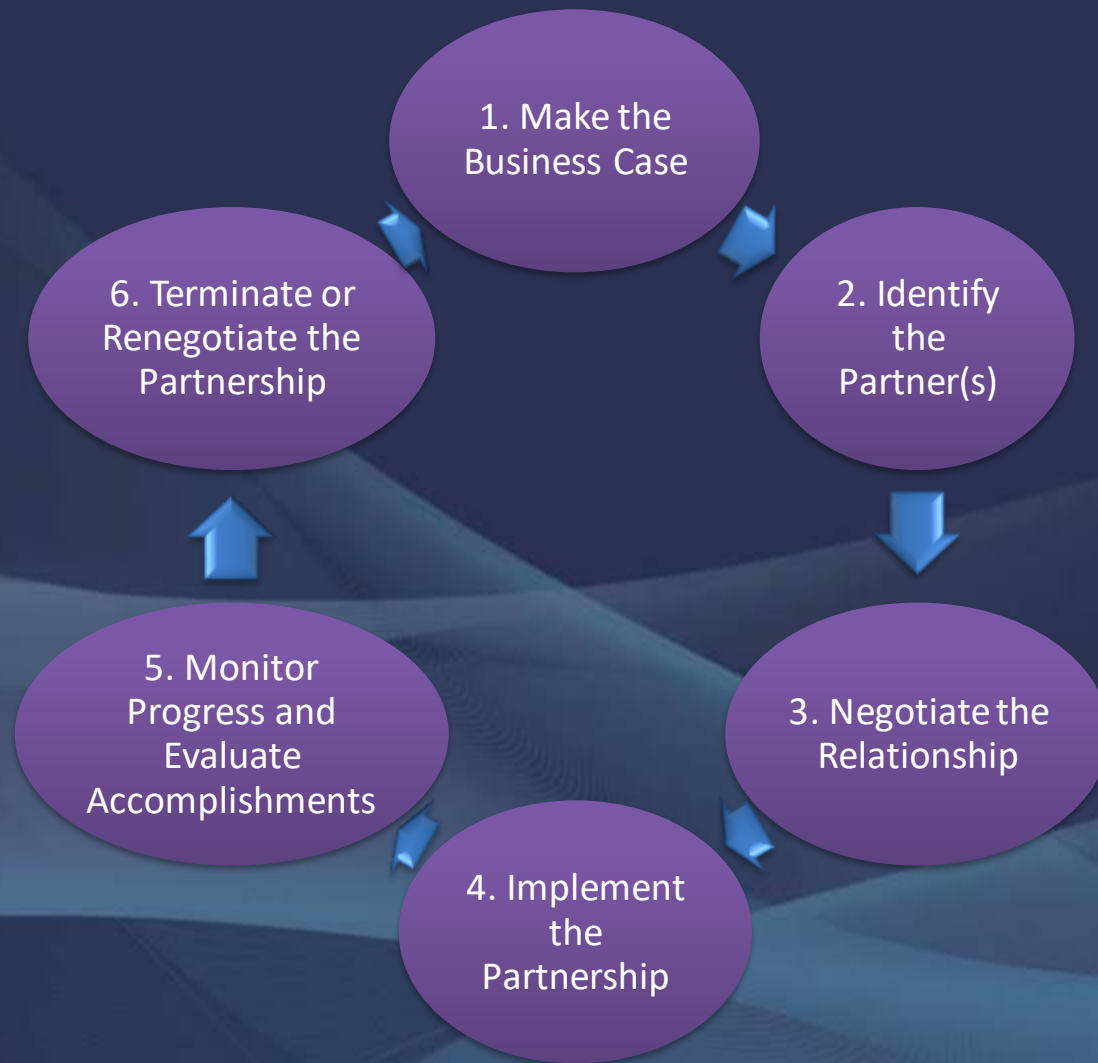 1. Make the
Business Case
2. Identify
the
Partner(s)
3. Negotiate the
Relationship
4. Implement
the
Partnership
5. Monitor
Progress and
Evaluate
Accomplishments
6. Terminate or
Renegotiate the
Partnership